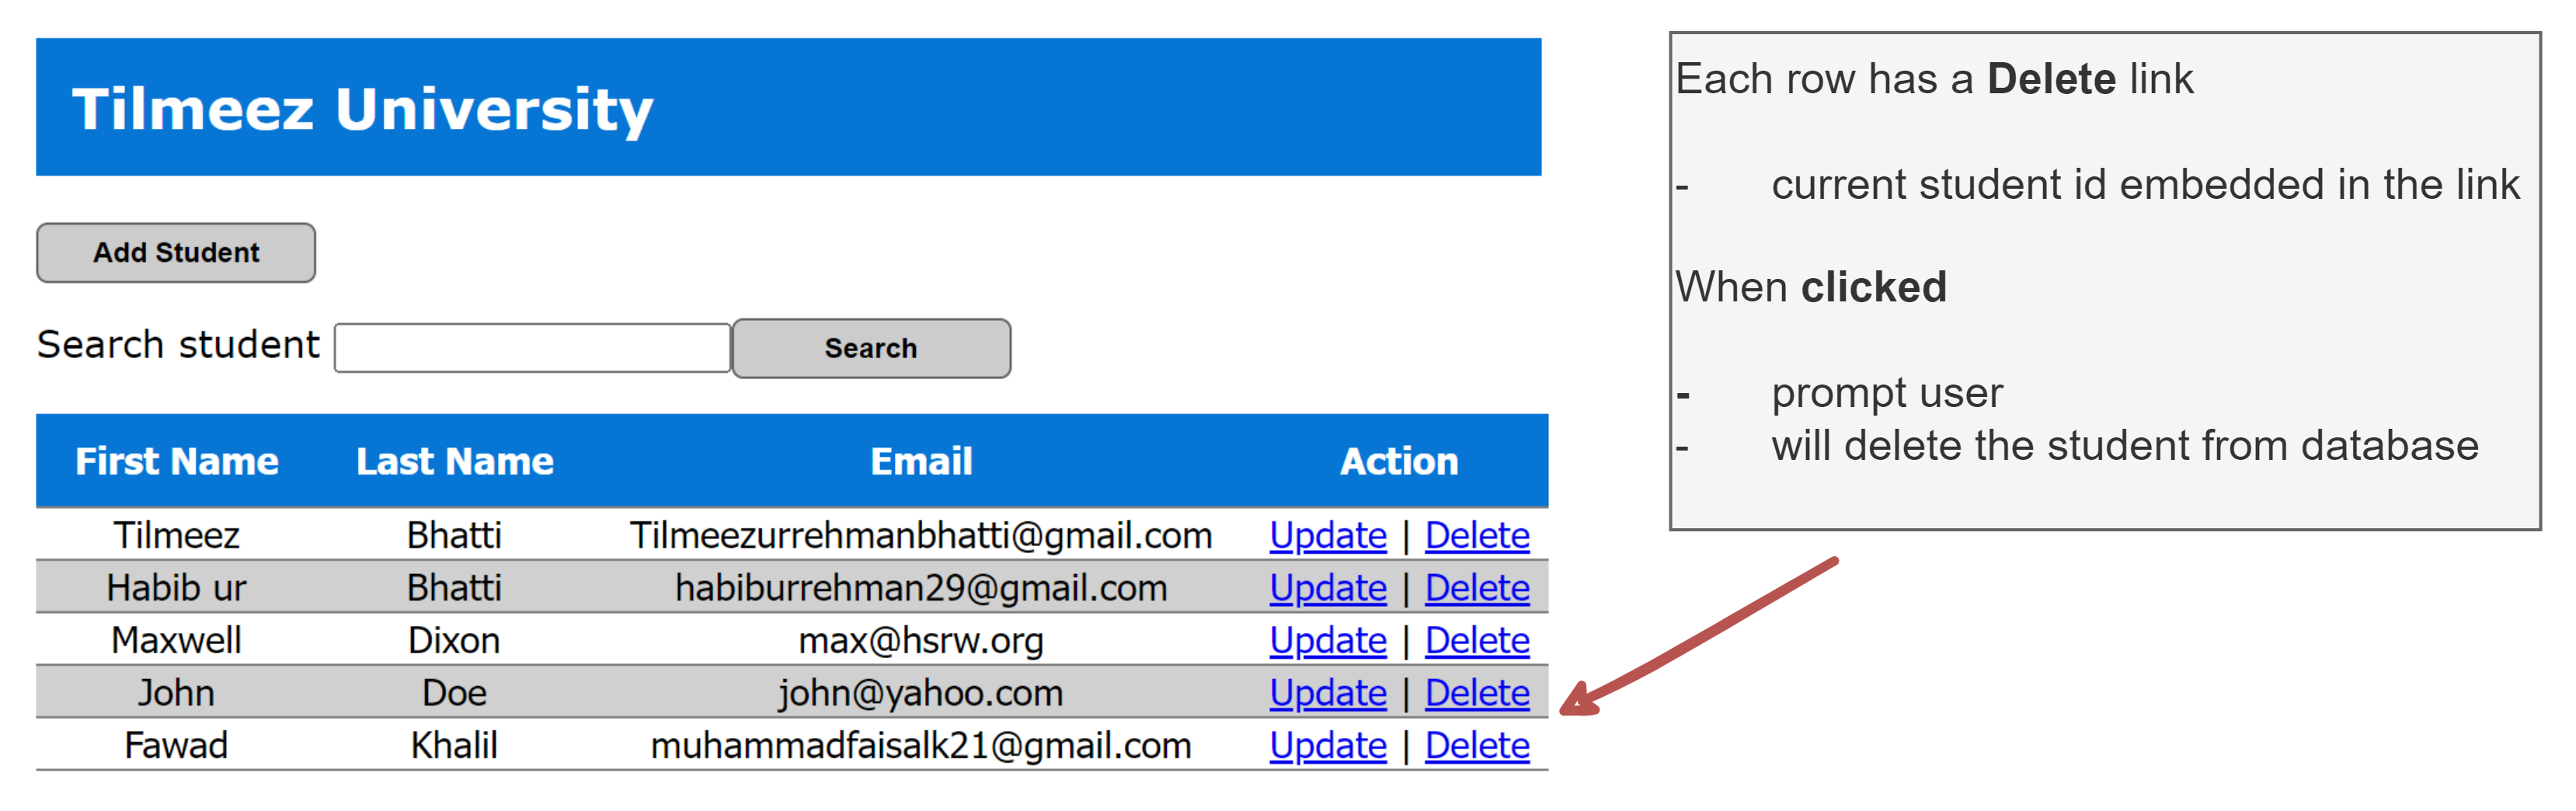 Tilmeez University
Add Student
Search student Search
First Name Last Name Email Action
Tilmeez Bhatti Tilmeezurrehmanbhatti@gmail.com Update | Delete
Habib ur Bhatti habiburrehman29@gmail.com Update | Delete
Maxwell Dixon max@hsrw.org Update | Delete
John Doe john@yahoo.com Update | Delete
Fawad Khalil muhammadfaisalk21@gmail.com Update | Delete
Each row has a Delete link
- current student id embedded in the link
When clicked
- prompt user
- will delete the student from database